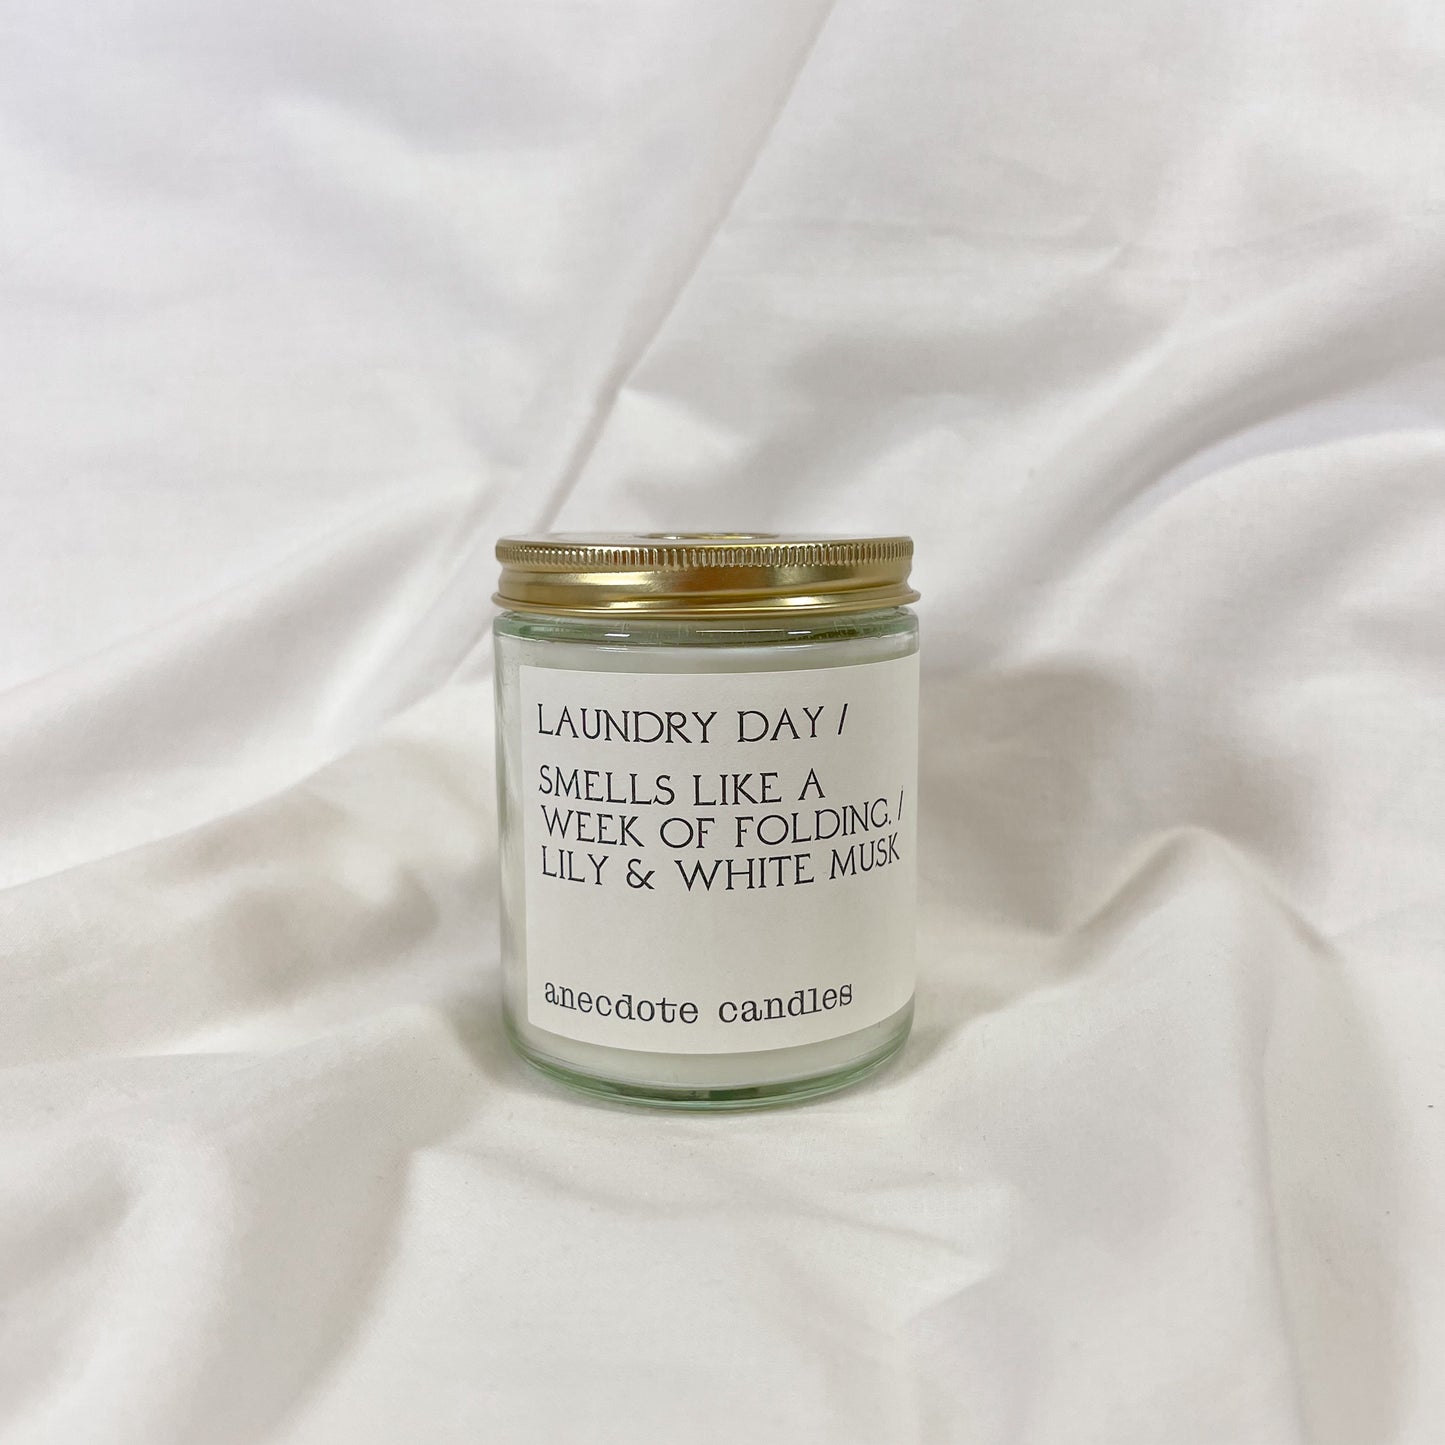 LAUNDRY DAY /
SMELLS LIKE A
WEEK OF FOLDING. /
LILY & WHITE MUSK
anecdote candles